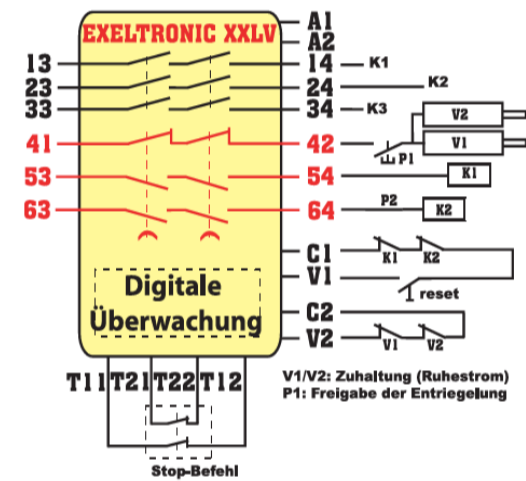 EXELTRONIC XXLV
A1
A2
13 14 K1
23 24 K2
33 34 K3
V2
41 42 P1 V1
53 54 K1
63 64 P2 K2
C1 K1 K2
V1 reset
Digitale
Überwachung
C2
V2 V1 V2
T11 T21 T22 T12
V1/V2: Zuhaltung (Ruhestrom)
P1: Freigabe der Entriegelung
Stop-Befehl